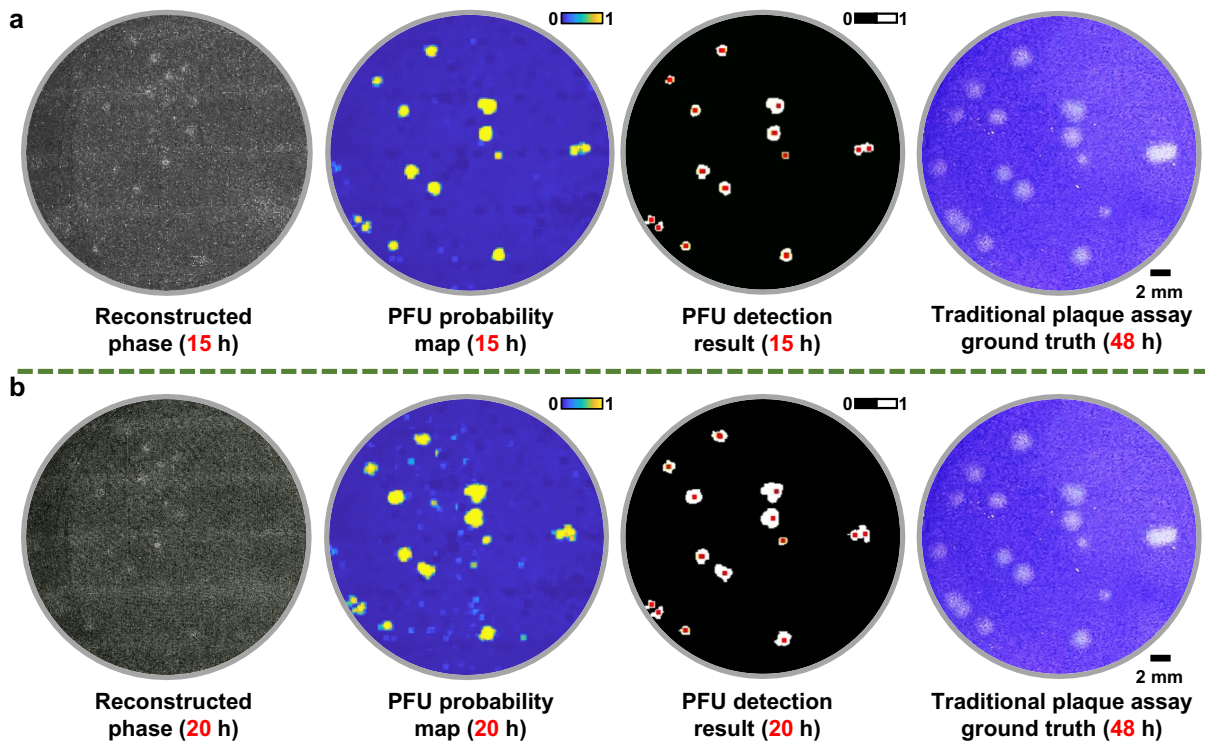 a
0 1
0 1
2 mm
Reconstructed
phase (15 h)
PFU probability
map (15 h)
PFU detection
result (15 h)
Traditional plaque assay
ground truth (48 h)
b
0 1
0 1
2 mm
Reconstructed
phase (20 h)
PFU probability
map (20 h)
PFU detection
result (20 h)
Traditional plaque assay
ground truth (48 h)